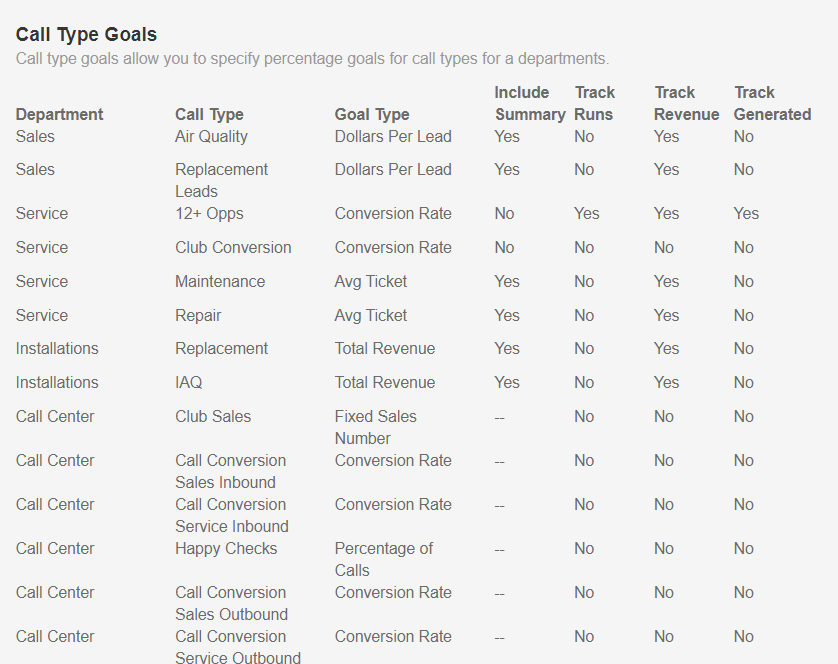 Call Type Goals
Call type goals allow you to specify percentage goals for call types for a departments.
Include Track Track Track
Department Call Type Goal Type Summary Runs Revenue Generated
Sales Air Quality Dollars Per Lead Yes No Yes No
Sales Replacement Dollars Per Lead Yes No Yes No
Leads
Service 12+ Opps Conversion Rate No Yes Yes Yes
Service Club Conversion Conversion Rate No No No No
Service Maintenance Avg Ticket Yes No Yes No
Service Repair Avg Ticket Yes No Yes No
Installations Replacement Total Revenue Yes No Yes No
Installations IAQ Total Revenue Yes No Yes No
Call Center Club Sales Fixed Sales -- No No No
Number
Call Center Call Conversion Conversion Rate -- No No No
Sales Inbound
Call Center Call Conversion Conversion Rate -- No No No
Service Inbound
Call Center Happy Checks Percentage of -- No No No
Calls
Call Center Call Conversion Conversion Rate -- No No No
Sales Outbound
Call Center Call Conversion Conversion Rate -- No No No
Service Outbound